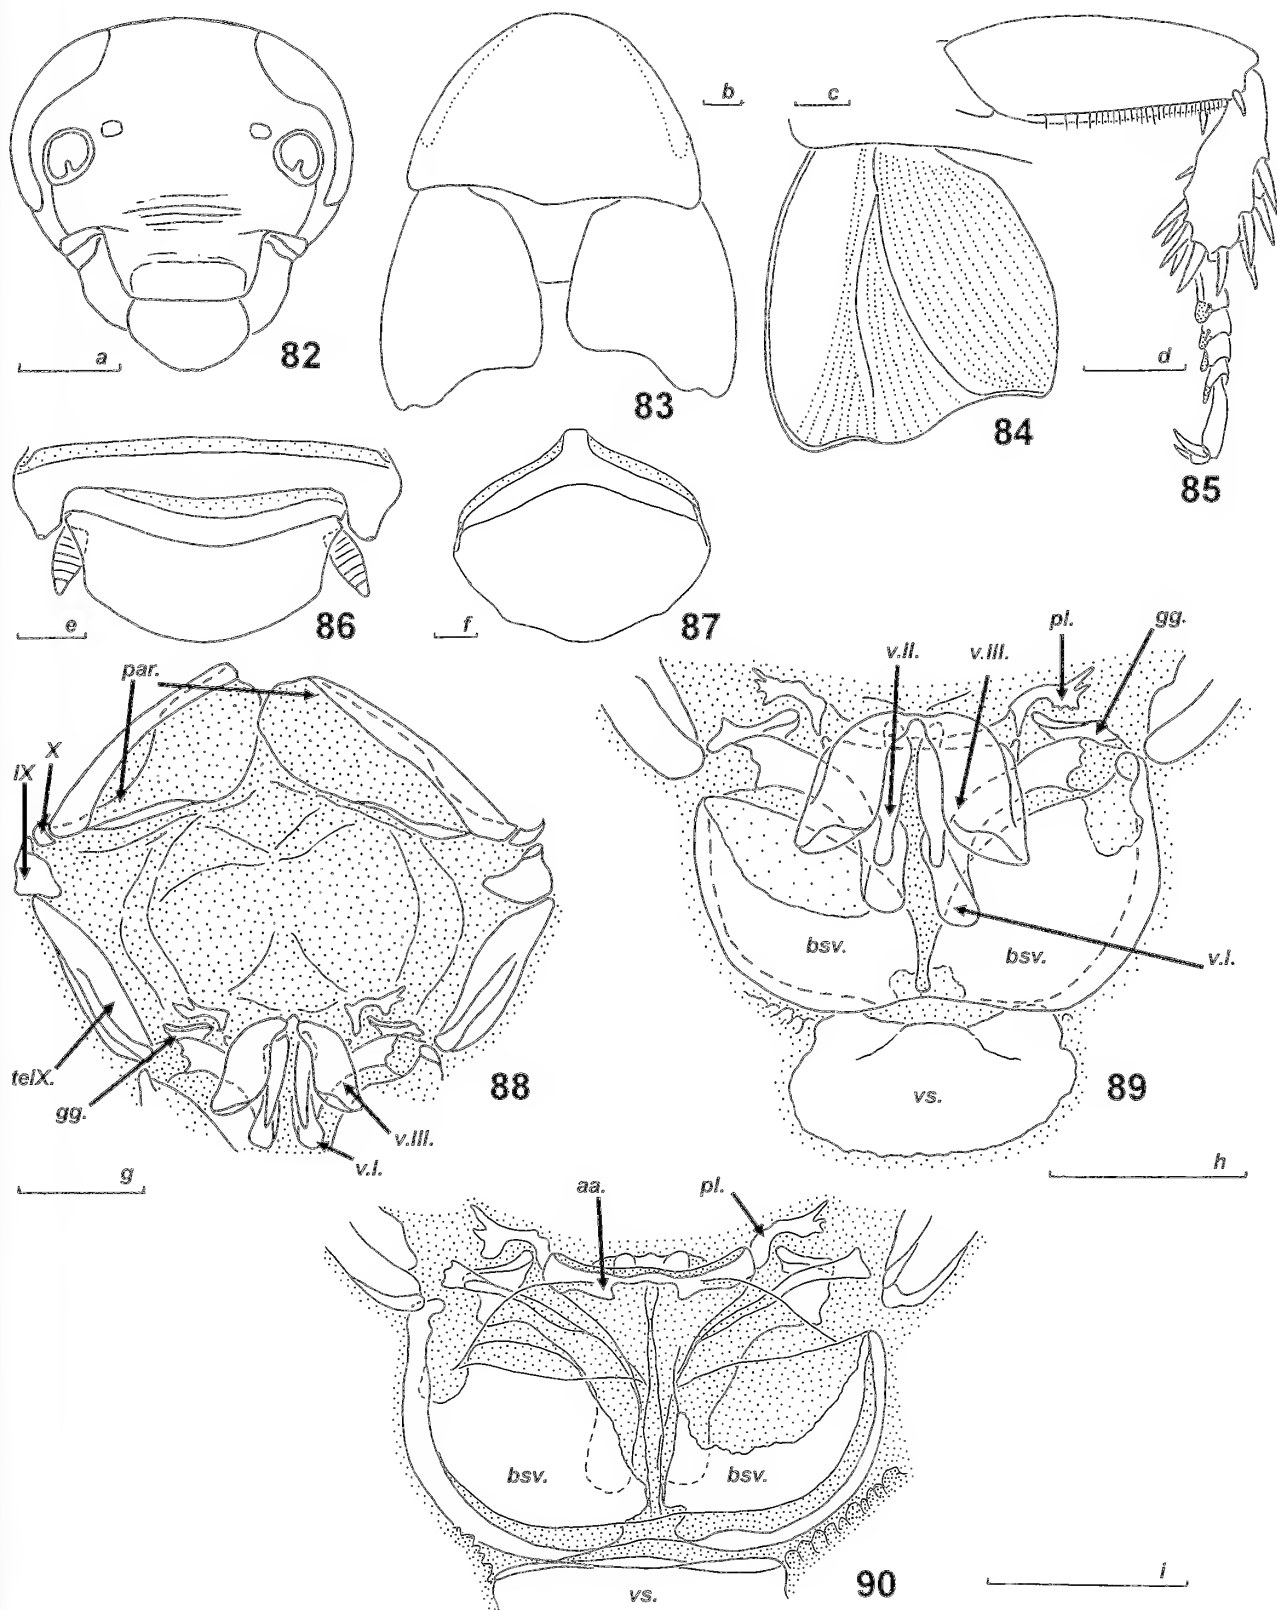 b
c
a
82
83
84
d
85
e
86
f
87
par.
X
IX
telX.
gg.
v.III.
v.I.
88
g
v.II.
v.III.
pl.
gg.
bsv.
bsv.
v.I.
vs.
89
h
aa.
pl.
bsv.
bsv.
vs.
90
i